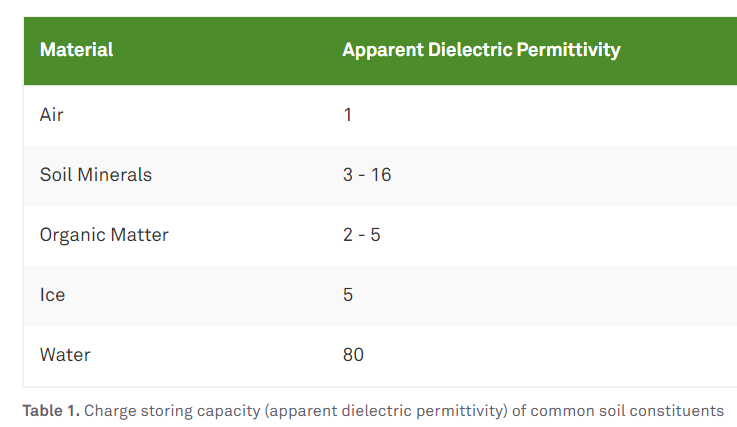 Material Apparent Dielectric Permittivity
Air 1
Soil Minerals 3 - 16
Organic Matter 2 - 5
Ice 5
Water 80
Table 1. Charge storing capacity (apparent dielectric permittivity) of common soil constituents